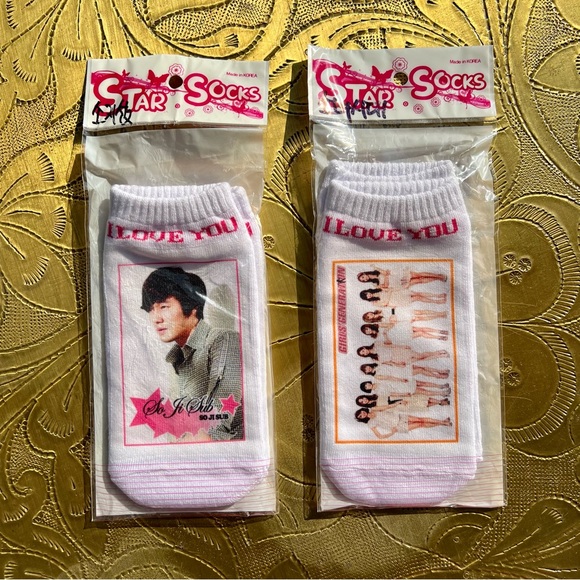 Made in KOREA
STAR SOCKS
I LOVE YOU
So Ji Sub
SO JI SUB
Made in KOREA
STAR SOCKS
I LOVE YOU
GIRLS' GENERATION